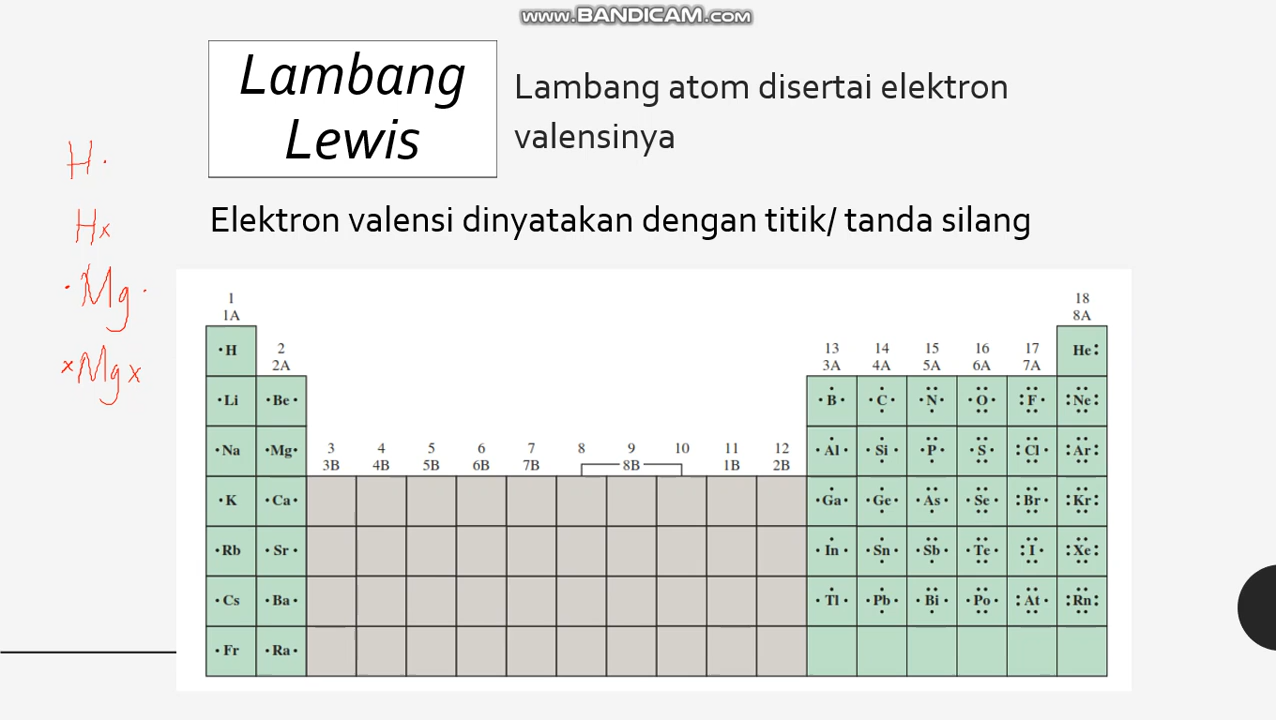 www.BANDICAM.com
Lambang
Lewis
Lambang atom disertai elektron
valensinya
Elektron valensi dinyatakan dengan titik/ tanda silang
H ·
H x
· Mg ·
x Mg x
1 18
1A 8A
2 13 14 15 16 17
2A 3A 4A 5A 6A 7A
·H He:
·Li ·Be· ·B· ·C· ·N· ·O· :F· :Ne:
·Na ·Mg· ·Al· ·Si· ·P· ·S· :Cl· :Ar:
3 4 5 6 7 8 9 10 11 12
3B 4B 5B 6B 7B 8B 1B 2B
·K ·Ca· ·Ga· ·Ge· ·As· ·Se· :Br· :Kr:
·Rb ·Sr· ·In· ·Sn· ·Sb· ·Te· :I· :Xe:
·Cs ·Ba· ·Tl· ·Pb· ·Bi· ·Po· :At· :Rn:
·Fr ·Ra·